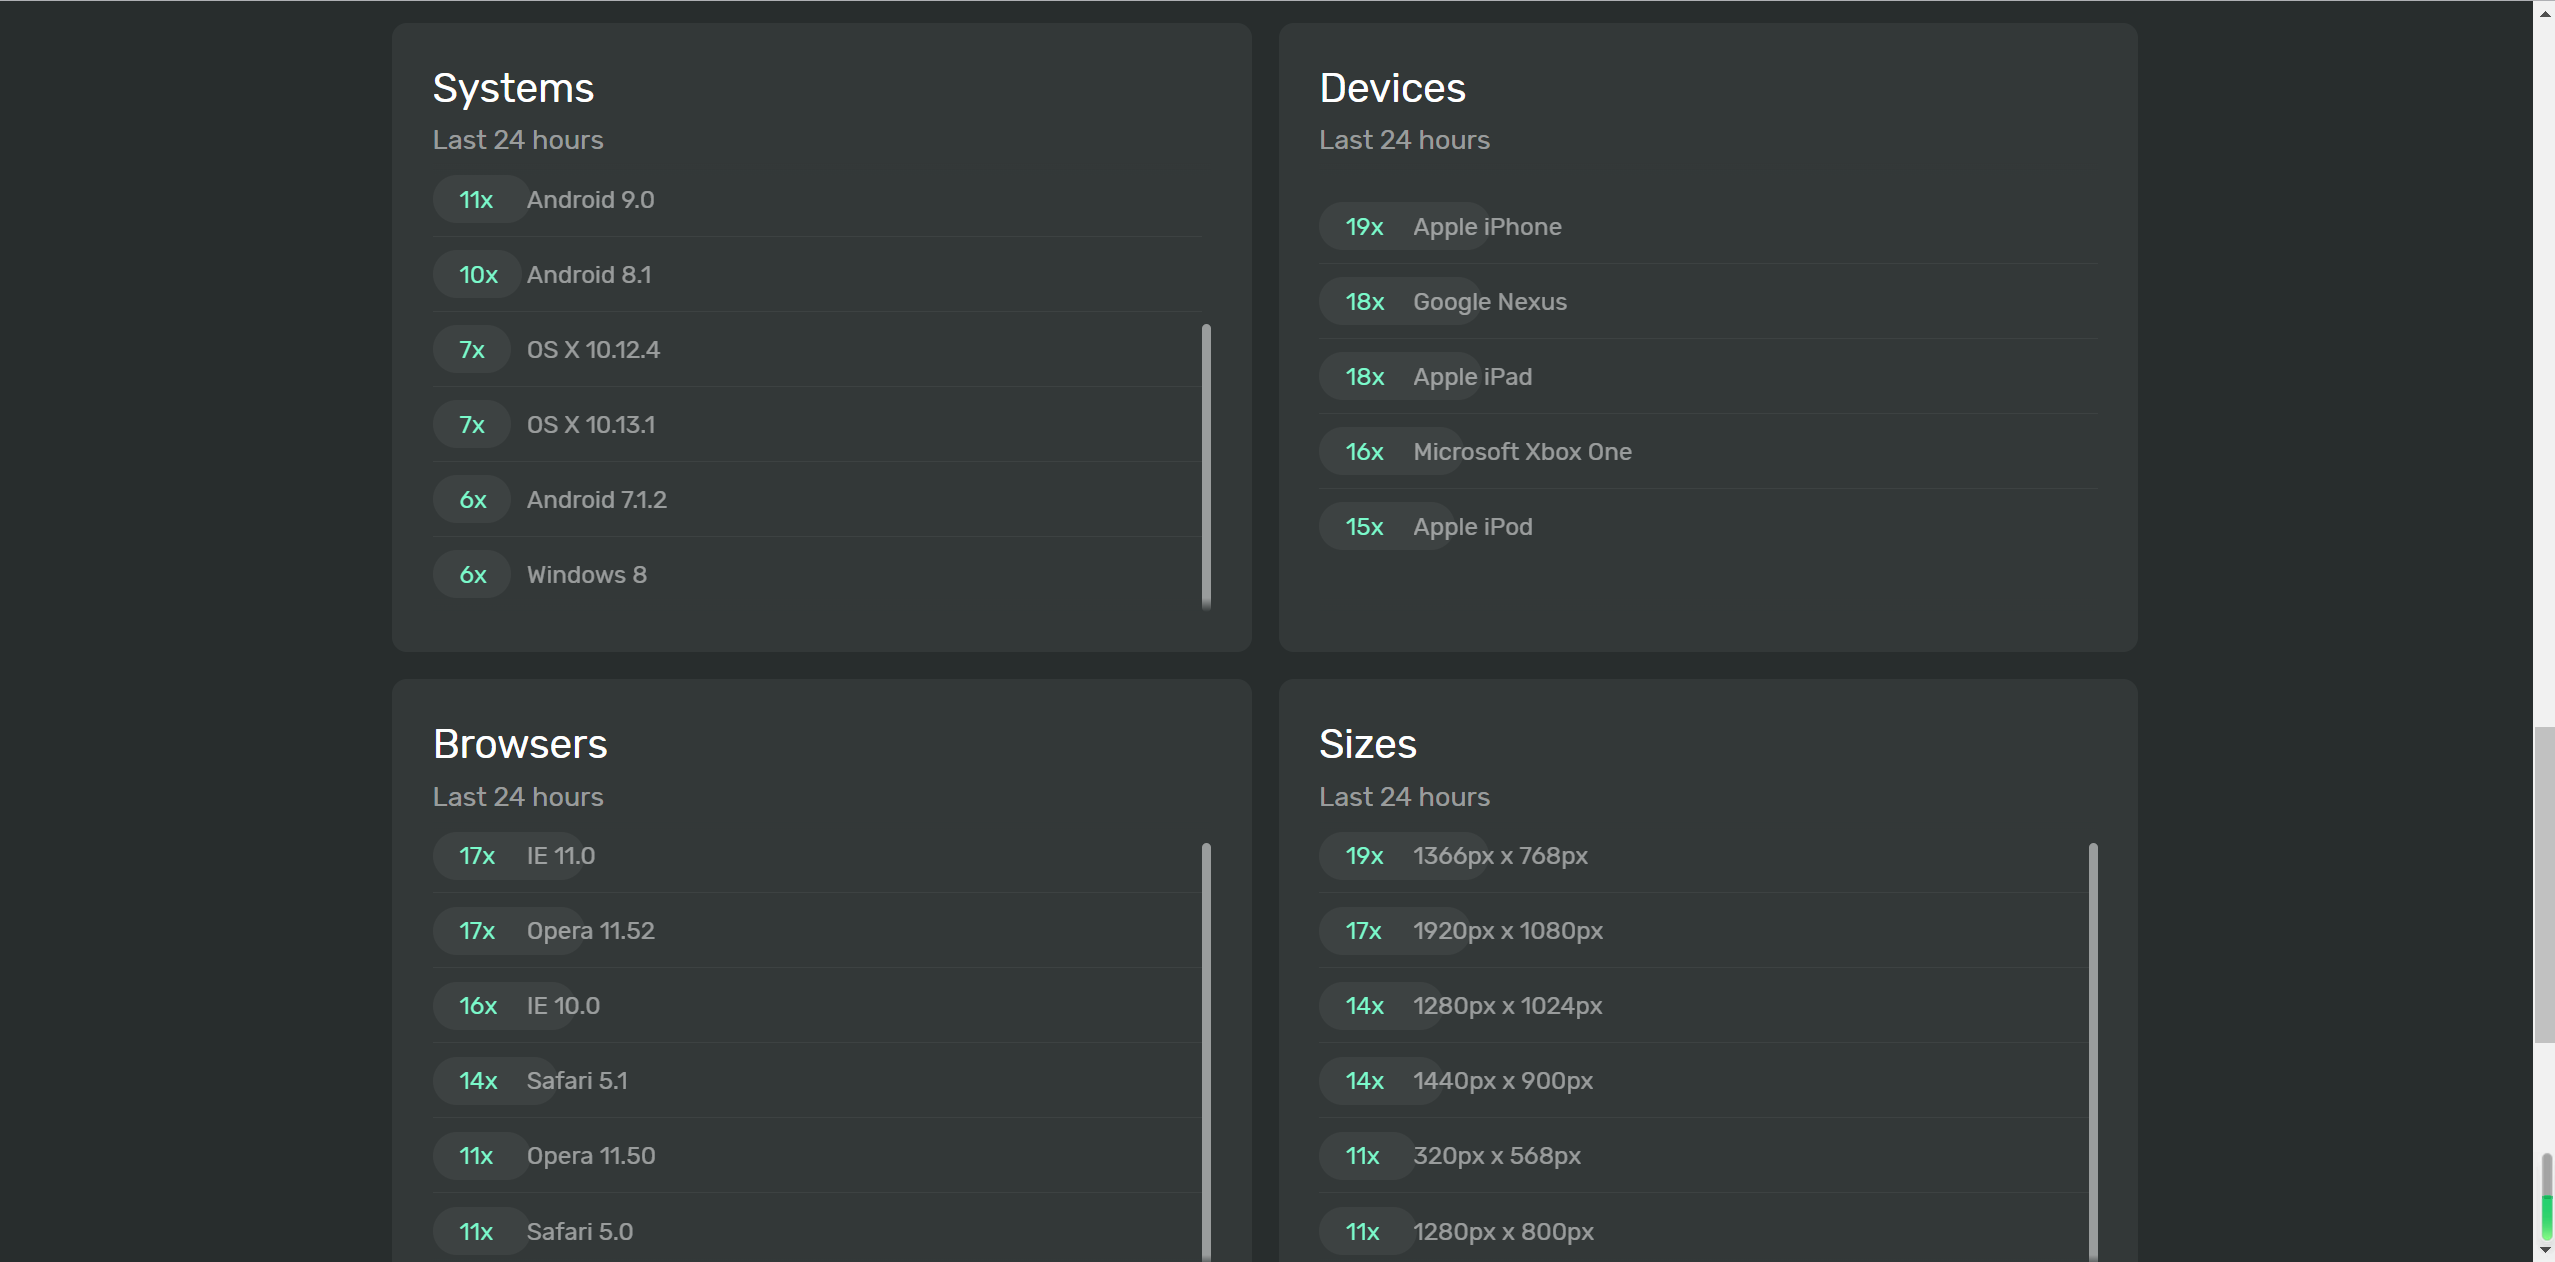 Systems
Last 24 hours
11x Android 9.0
10x Android 8.1
7x OS X 10.12.4
7x OS X 10.13.1
6x Android 7.1.2
6x Windows 8
Devices
Last 24 hours
19x Apple iPhone
18x Google Nexus
18x Apple iPad
16x Microsoft Xbox One
15x Apple iPod
Browsers
Last 24 hours
17x IE 11.0
17x Opera 11.52
16x IE 10.0
14x Safari 5.1
11x Opera 11.50
11x Safari 5.0
Sizes
Last 24 hours
19x 1366px x 768px
17x 1920px x 1080px
14x 1280px x 1024px
14x 1440px x 900px
11x 320px x 568px
11x 1280px x 800px